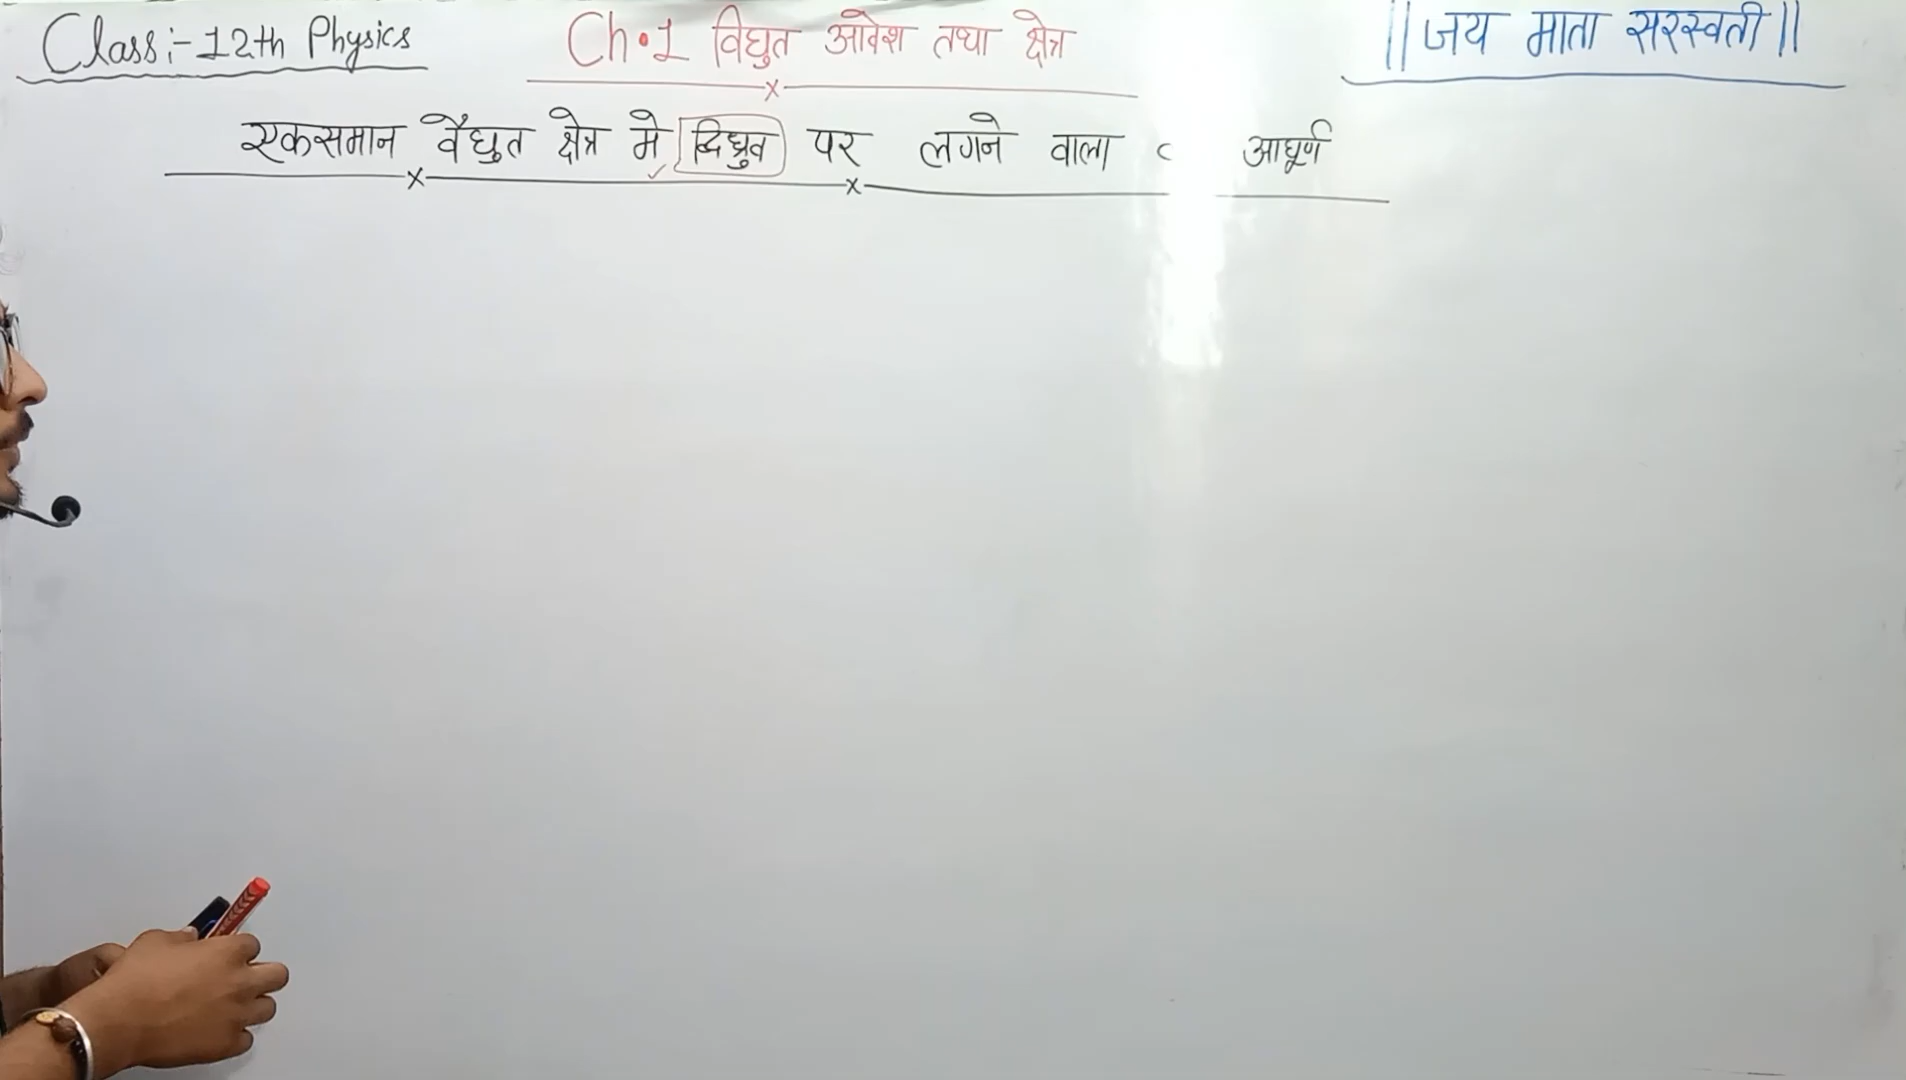 Class:- 12th Physics
Ch.1 विघुत आवेश तथा क्षेत्र
||जय माता सरस्वती||
एकसमान वैघुत क्षेत्र मे द्विध्रुव पर लगने वाला आघूर्ण